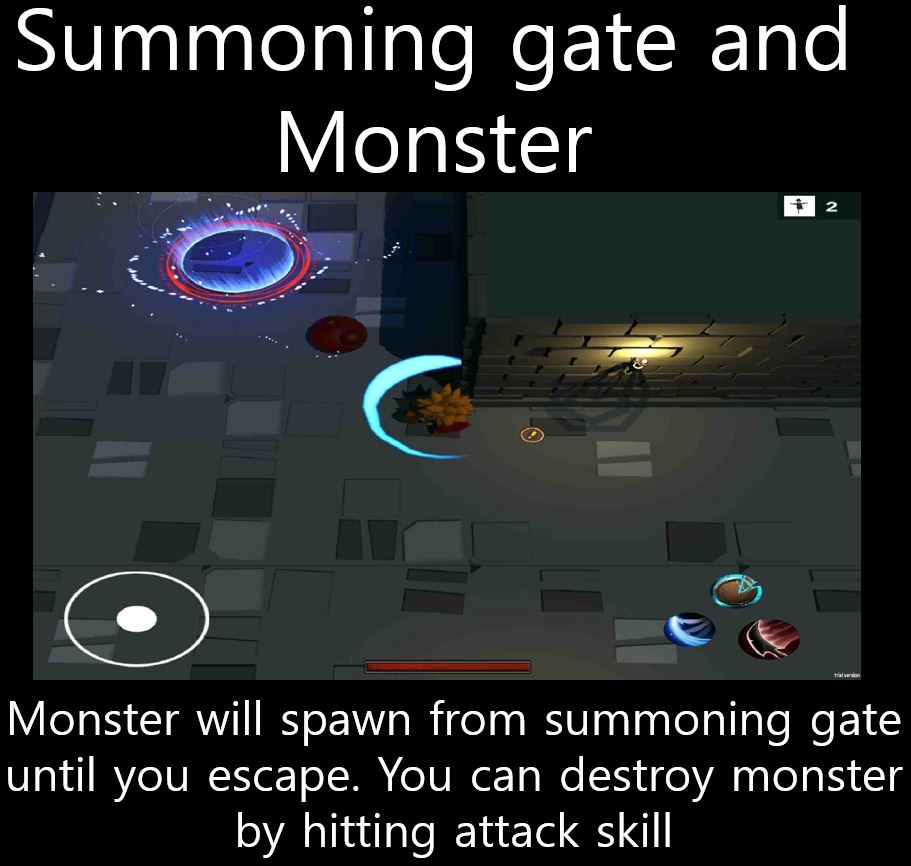 Summoning gate and
Monster
2
trial version
Monster will spawn from summoning gate
until you escape. You can destroy monster
by hitting attack skill